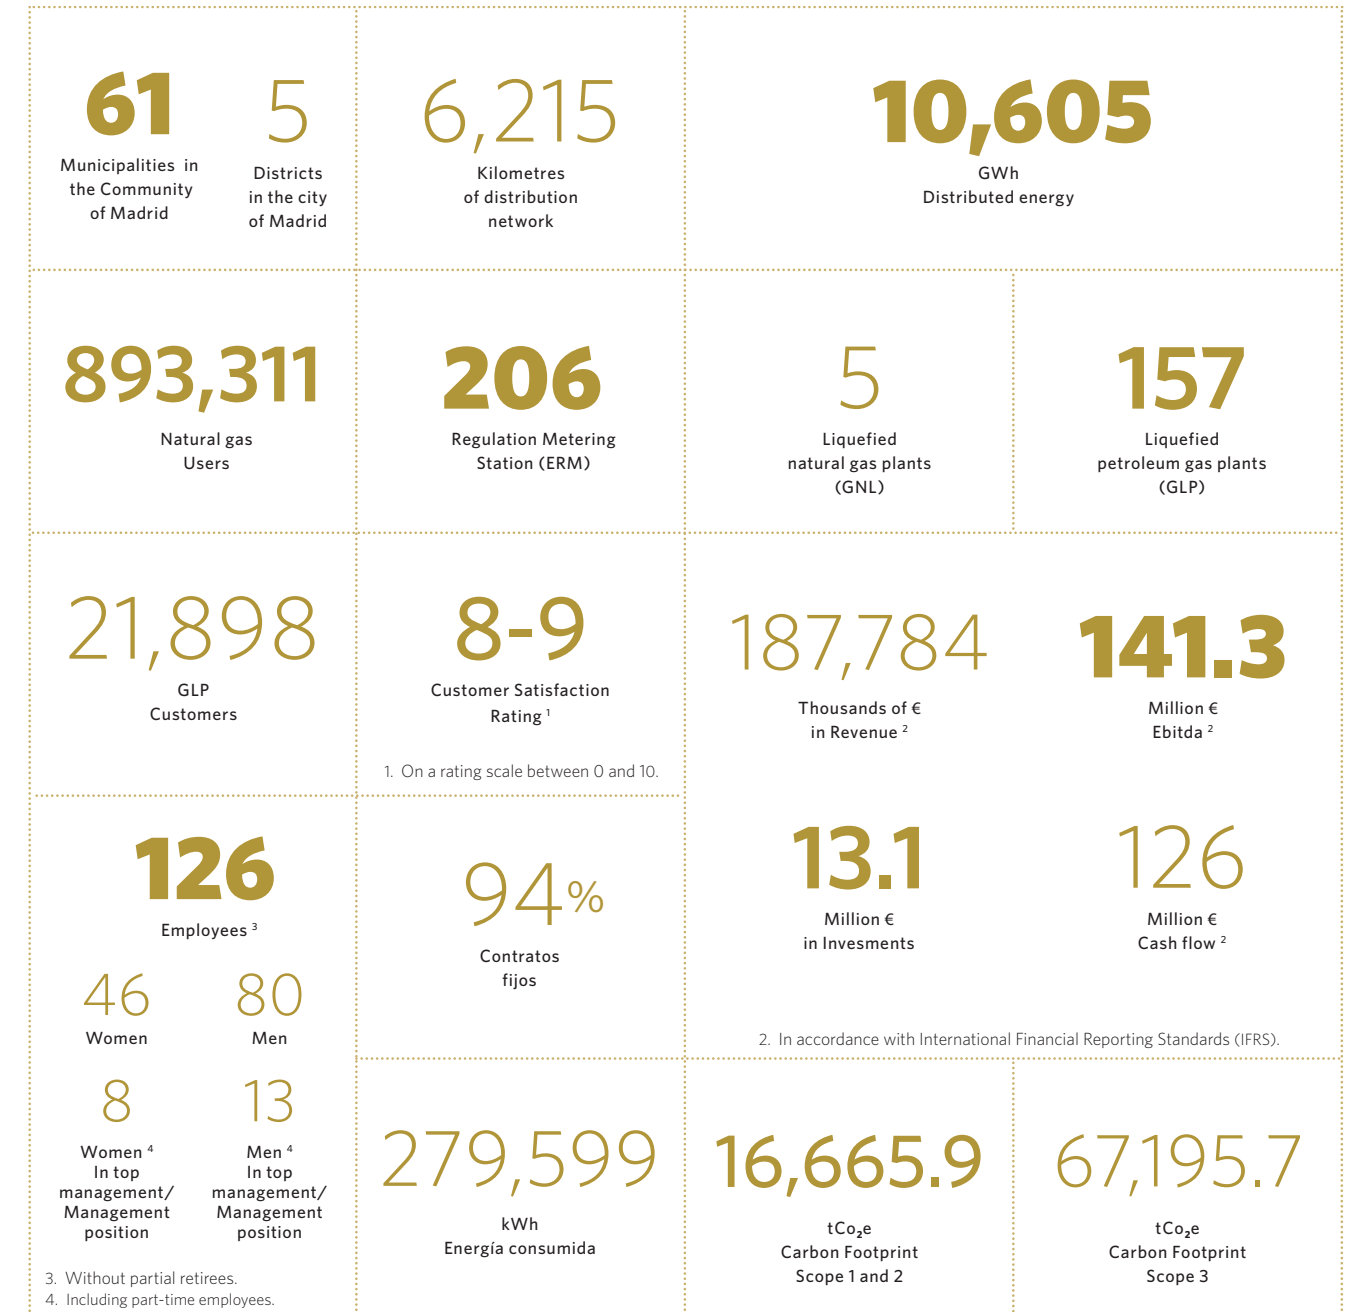 61
Municipalities in
the Community
of Madrid
5
Districts
in the city
of Madrid
6,215
Kilometres
of distribution
network
10,605
GWh
Distributed energy
893,311
Natural gas
Users
206
Regulation Metering
Station (ERM)
5
Liquefied
natural gas plants
(GNL)
157
Liquefied
petroleum gas plants
(GLP)
21,898
GLP
Customers
8-9
Customer Satisfaction
Rating ¹
1. On a rating scale between 0 and 10.
187,784
Thousands of €
in Revenue ²
141.3
Million €
Ebitda ²
13.1
Million €
in Invesments
126
Million €
Cash flow ²
2. In accordance with International Financial Reporting Standards (IFRS).
126
Employees ³
46
Women
80
Men
8
Women ⁴
In top
management/
Management
position
13
Men ⁴
In top
management/
Management
position
3. Without partial retirees.
4. Including part-time employees.
94%
Contratos
fijos
279,599
kWh
Energía consumida
16,665.9
tCo₂e
Carbon Footprint
Scope 1 and 2
67,195.7
tCo₂e
Carbon Footprint
Scope 3